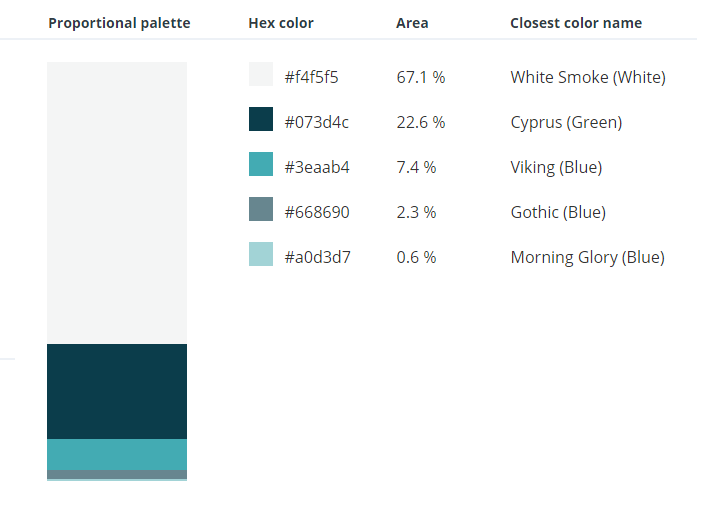 Proportional palette Hex color Area Closest color name
#f4f5f5 67.1 % White Smoke (White)
#073d4c 22.6 % Cyprus (Green)
#3eaab4 7.4 % Viking (Blue)
#668690 2.3 % Gothic (Blue)
#a0d3d7 0.6 % Morning Glory (Blue)